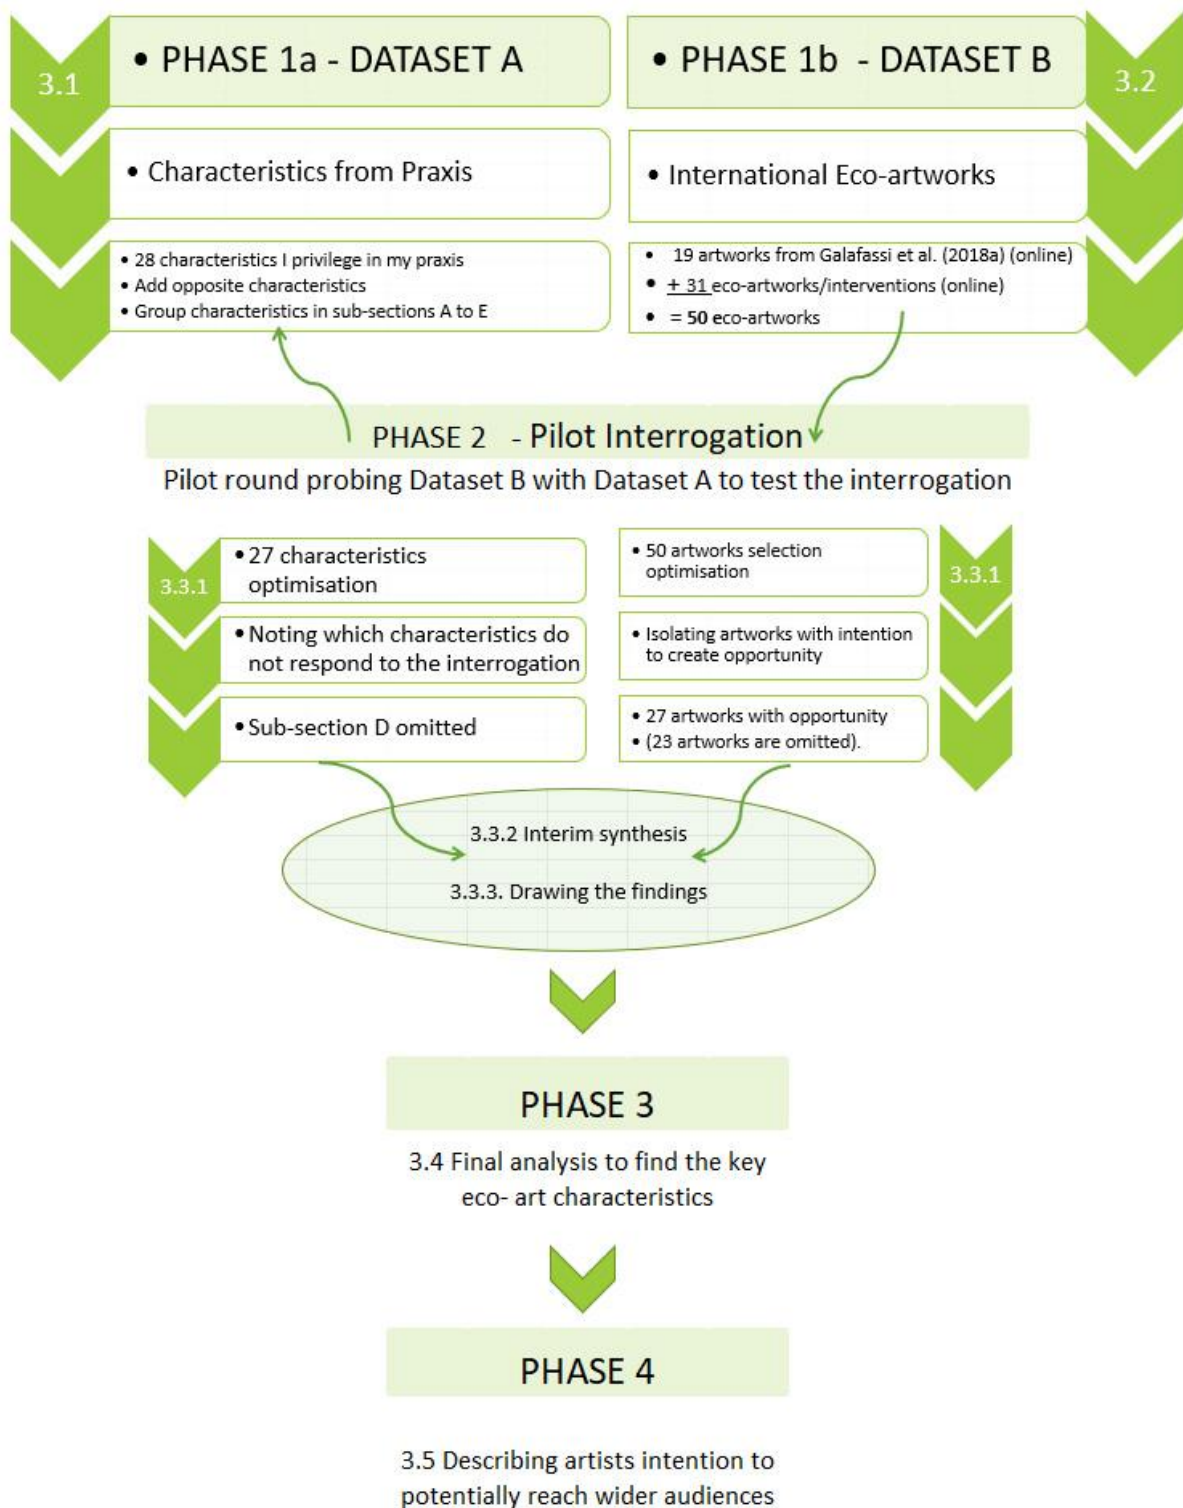 3.1
• PHASE 1a - DATASET A
• PHASE 1b - DATASET B
3.2
• Characteristics from Praxis
• International Eco-artworks
• 28 characteristics I privilege in my praxis
• Add opposite characteristics
• Group characteristics in sub-sections A to E
• 19 artworks from Galafassi et al. (2018a) (online)
• + 31 eco-artworks/interventions (online)
• = 50 eco-artworks
PHASE 2 - Pilot Interrogation
Pilot round probing Dataset B with Dataset A to test the interrogation
3.3.1
• 27 characteristics
optimisation
• Noting which characteristics do
not respond to the interrogation
• Sub-section D omitted
• 50 artworks selection
optimisation
3.3.1
• Isolating artworks with intention
to create opportunity
• 27 artworks with opportunity
• (23 artworks are omitted).
3.3.2 Interim synthesis
3.3.3. Drawing the findings
PHASE 3
3.4 Final analysis to find the key
eco- art characteristics
PHASE 4
3.5 Describing artists intention to
potentially reach wider audiences